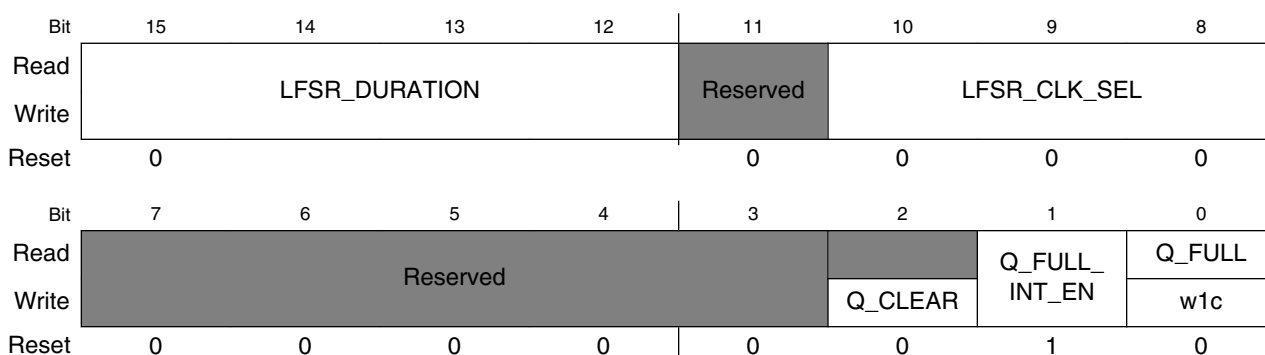 Bit 15 14 13 12 11 10 9 8
Read
LFSR_DURATION Reserved LFSR_CLK_SEL
Write
Reset 0 0 0 0 0
Bit 7 6 5 4 3 2 1 0
Read Q_FULL_ Q_FULL
Reserved
Write Q_CLEAR INT_EN w1c
Reset 0 0 0 0 0 0 1 0